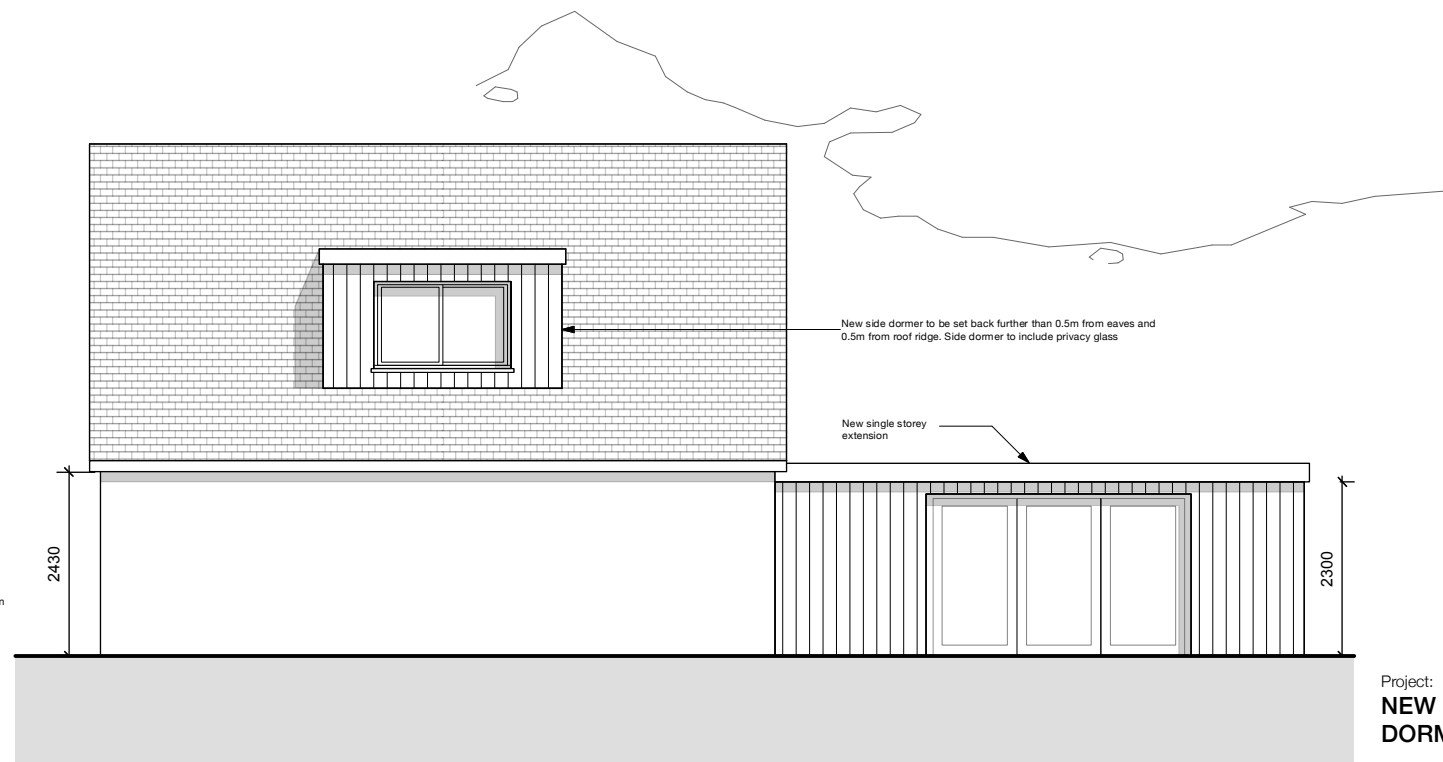 New side dormer to be set back further than 0.5m from eaves and
0.5m from roof ridge. Side dormer to include privacy glass
New single storey
extension
2430
2300
n
Project:
NEW
DORM